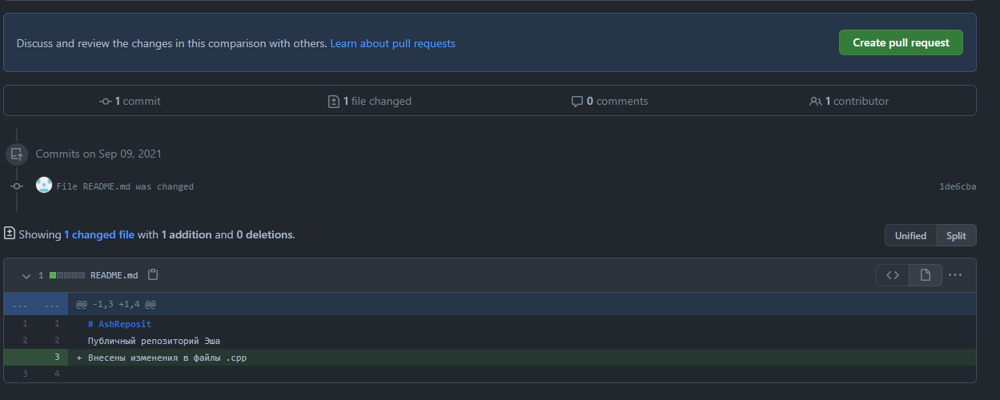 Discuss and review the changes in this comparison with others. Learn about pull requests
Create pull request
1 commit
1 file changed
0 comments
1 contributor
Commits on Sep 09, 2021
File README.md was changed
1de6cba
Showing 1 changed file with 1 addition and 0 deletions.
Unified
Split
1
README.md
...
... ... @@ -1,3 +1,4 @@
1 1 # AshReposit
2 2 Публичный репозиторий Эша
3 + Внесены изменения в файлы .cpp
3 4